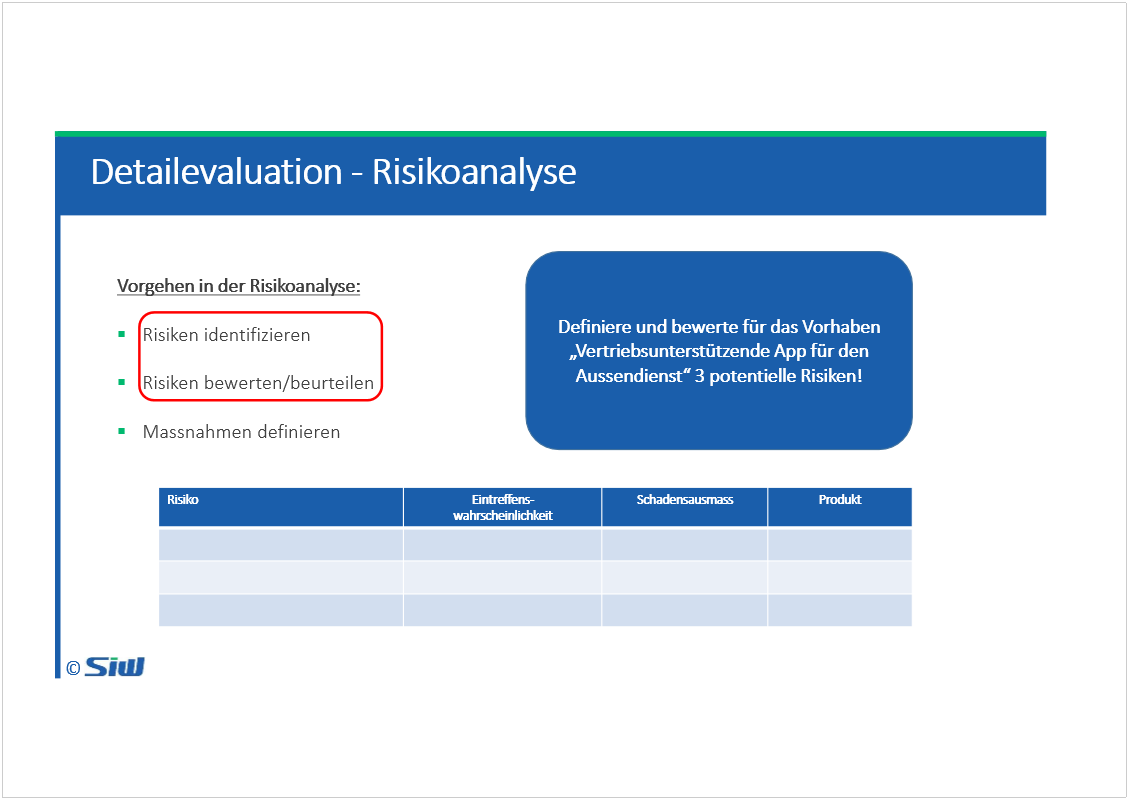 Detailevaluation - Risikoanalyse
Vorgehen in der Risikoanalyse:
Risiken identifizieren
Risiken bewerten/beurteilen
Massnahmen definieren
Definiere und bewerte für das Vorhaben
„Vertriebsunterstützende App für den
Aussendienst“ 3 potentielle Risiken!
Risiko
Eintreffens-
wahrscheinlichkeit
Schadensausmass
Produkt
© SIW